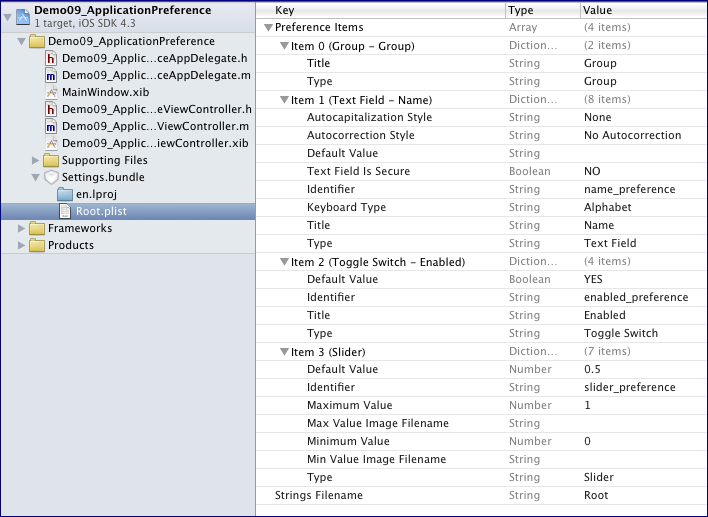 Demo09_ApplicationPreference
1 target, iOS SDK 4.3
Demo09_ApplicationPreference
Demo09_Applic...ceAppDelegate.h
Demo09_Applic...ceAppDelegate.m
MainWindow.xib
Demo09_Applic...eViewController.h
Demo09_Applic...ViewController.m
Demo09_Applic...iewController.xib
Supporting Files
Settings.bundle
en.lproj
Root.plist
Frameworks
Products
Key Type Value
Preference Items Array (4 items)
Item 0 (Group – Group) Diction... (2 items)
Title String Group
Type String Group
Item 1 (Text Field – Name) Diction... (8 items)
Autocapitalization Style String None
Autocorrection Style String No Autocorrection
Default Value String
Text Field Is Secure Boolean NO
Identifier String name_preference
Keyboard Type String Alphabet
Title String Name
Type String Text Field
Item 2 (Toggle Switch – Enabled) Diction... (4 items)
Default Value Boolean YES
Identifier String enabled_preference
Title String Enabled
Type String Toggle Switch
Item 3 (Slider) Diction... (7 items)
Default Value Number 0.5
Identifier String slider_preference
Maximum Value Number 1
Max Value Image Filename String
Minimum Value Number 0
Min Value Image Filename String
Type String Slider
Strings Filename String Root